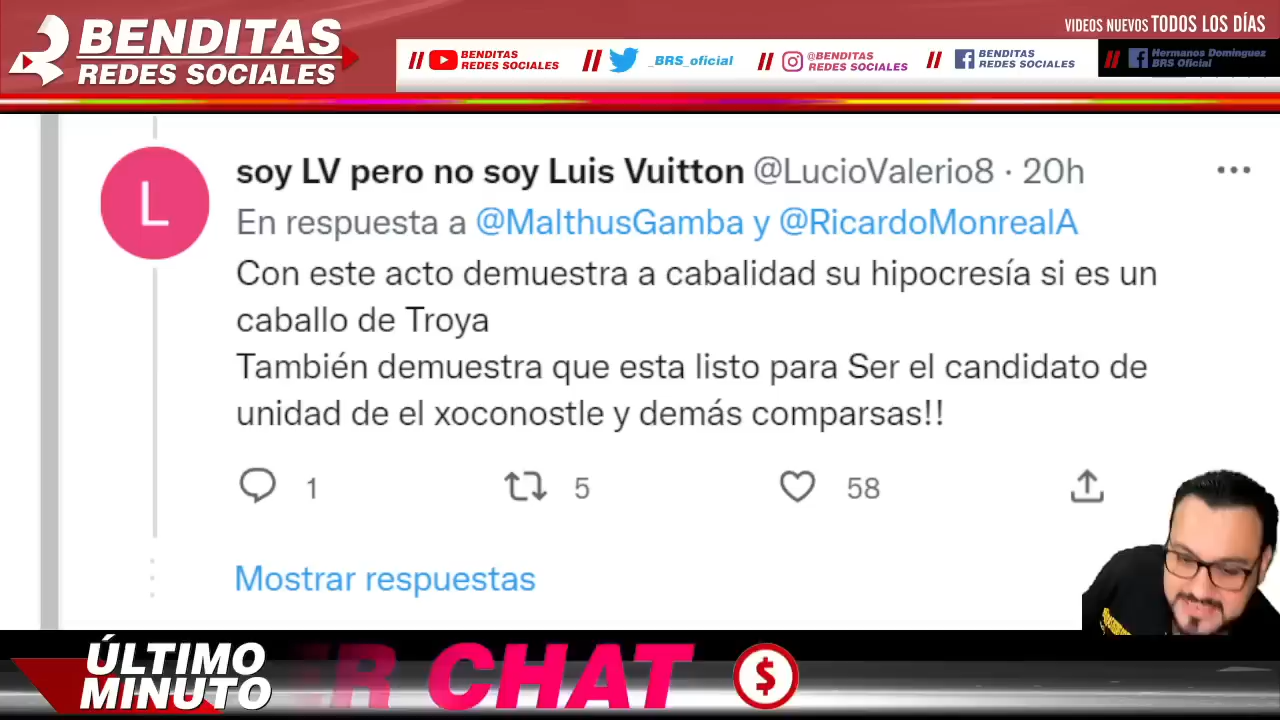 BENDITAS
REDES SOCIALES
VIDEOS NUEVOS TODOS LOS DÍAS
// BENDITAS REDES SOCIALES // _BRS_oficial // @BENDITAS REDES SOCIALES // BENDITAS REDES SOCIALES // Hermanos Dominguez BRS Oficial
L
soy LV pero no soy Luis Vuitton @LucioValerio8 · 20h
En respuesta a @MalthusGamba y @RicardoMonrealA
Con este acto demuestra a cabalidad su hipocresía si es un
caballo de Troya
También demuestra que esta listo para Ser el candidato de
unidad de el xoconostle y demás comparsas!!
1 5 58
Mostrar respuestas
ÚLTIMO
MINUTO
ER CHAT $